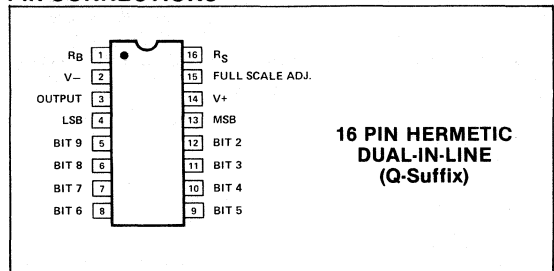 PIN CONNECTIONS
RB 1 16 RS
V− 2 15 FULL SCALE ADJ.
OUTPUT 3 14 V+
LSB 4 13 MSB
BIT 9 5 12 BIT 2
BIT 8 6 11 BIT 3
BIT 7 7 10 BIT 4
BIT 6 8 9 BIT 5
16 PIN HERMETIC
DUAL-IN-LINE
(Q-Suffix)